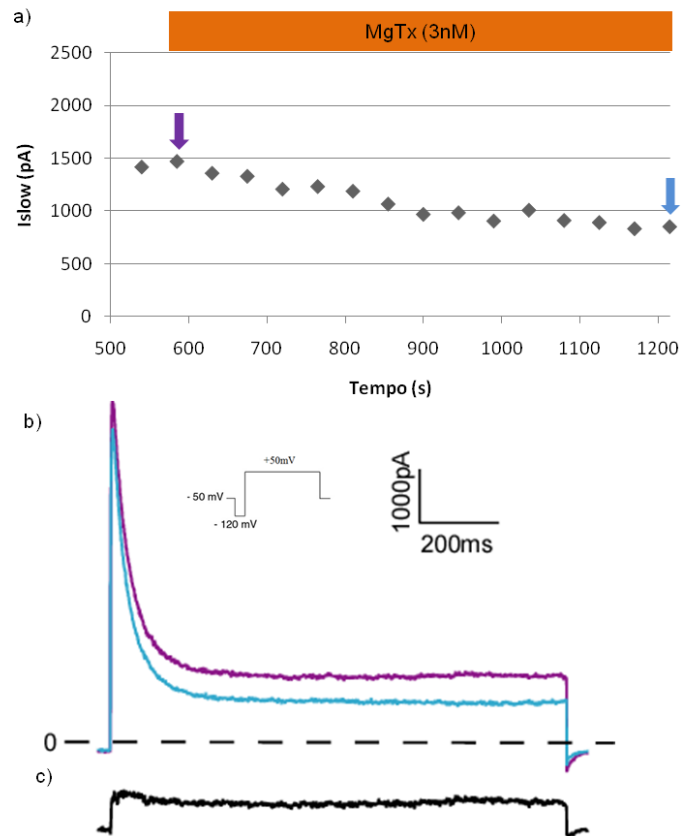 a)
MgTx (3nM)
2500
2000
1500
1000
500
0
Islow (pA)
500 600 700 800 900 1000 1100 1200
Tempo (s)
b)
+50mV
- 50 mV
- 120 mV
1000pA
200ms
0
c)